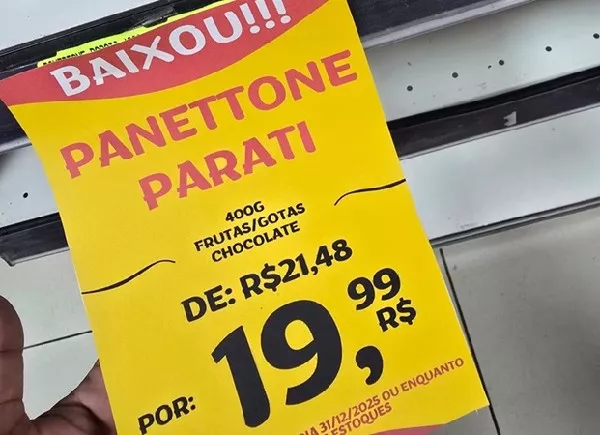 BAIXOU!!!
PANETTONE
PARATI
400G
FRUTAS/GOTAS
CHOCOLATE
DE: R$21,48
POR: 19,99
R$
31/12/2025 OU ENQUANTO
ESTOQUES